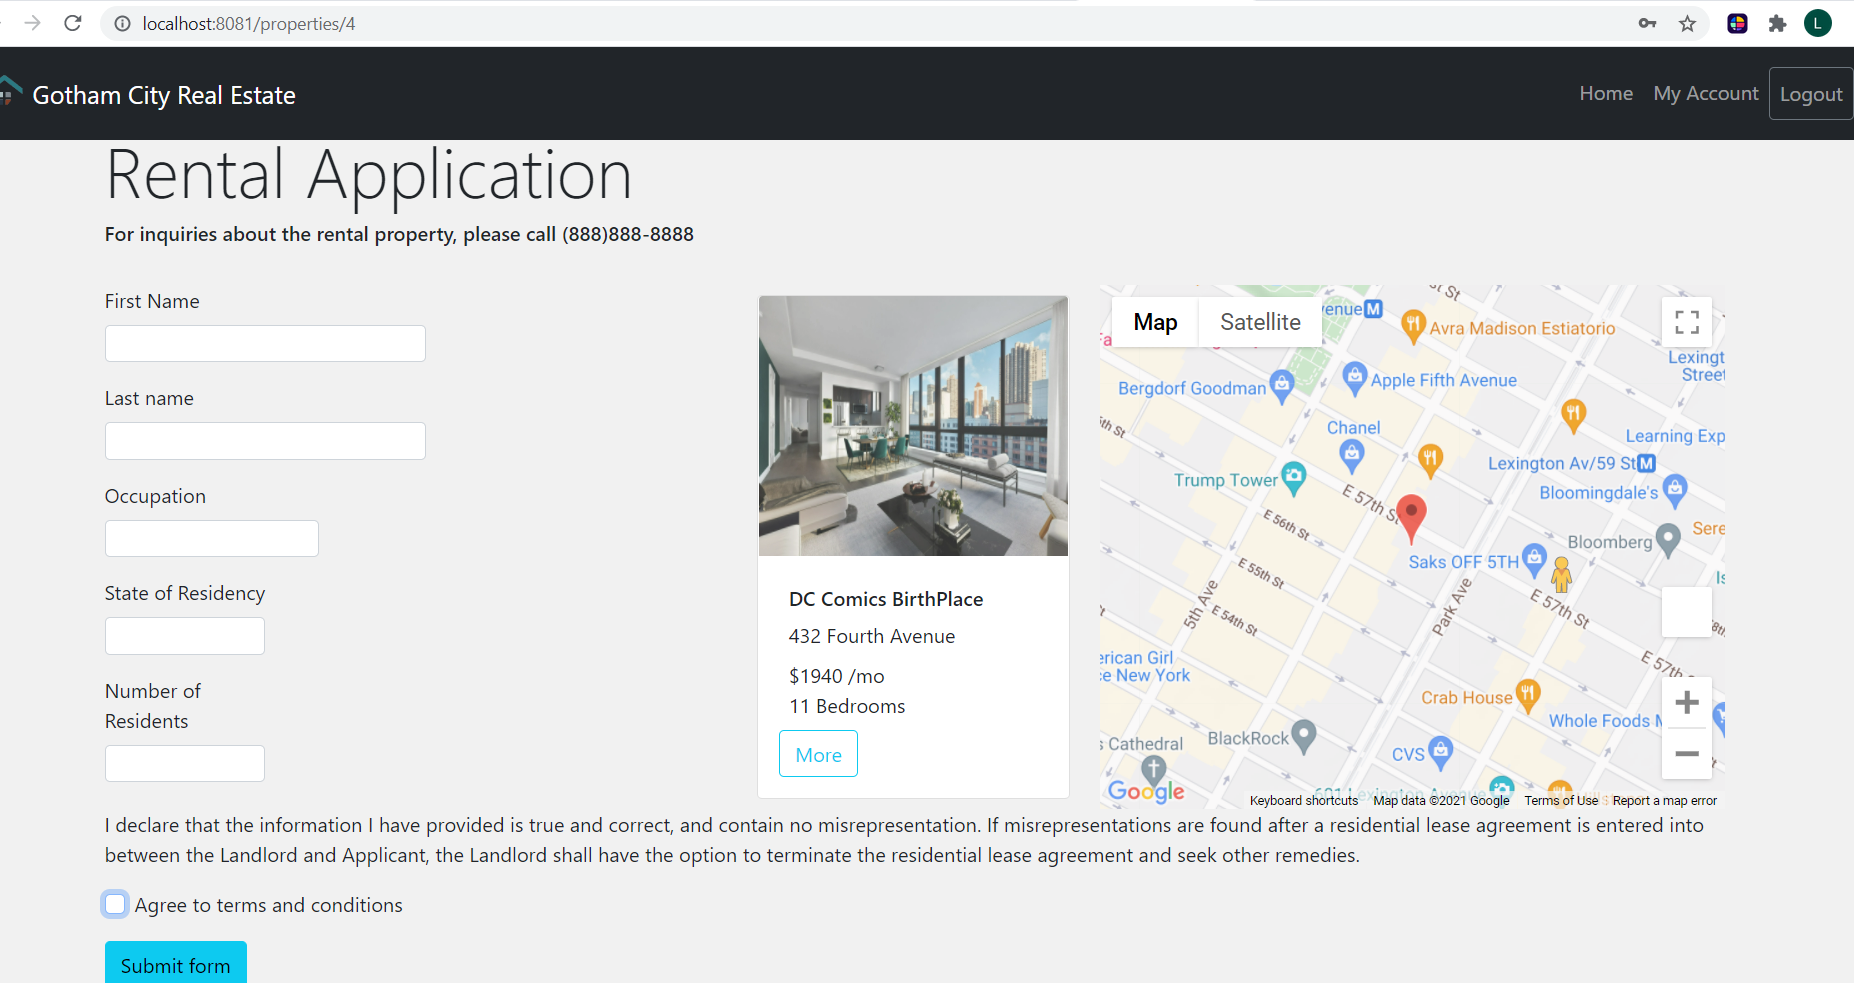 localhost:8081/properties/4
L
Gotham City Real Estate
Home
My Account
Logout
Rental Application
For inquiries about the rental property, please call (888)888-8888
First Name
Last name
Occupation
State of Residency
Number of
Residents
DC Comics BirthPlace
432 Fourth Avenue
$1940 /mo
11 Bedrooms
More
Map
Satellite
Avra Madison Estiatorio
Bergdorf Goodman
Apple Fifth Avenue
Chanel
Learning Exp
Lexington Av/59 St
M
Trump Tower
Bloomingdale's
E 57th St
E 56th St
Bloomberg
Saks OFF 5TH
E 55th St
5th Ave
E 54th St
Park Ave
E 57th St
Crab House
Whole Foods M
BlackRock
CVS
Cathedral
Google
601 Lexington Avenue
Keyboard shortcuts
Map data ©2021 Google
Terms of Use
Report a map error
I declare that the information I have provided is true and correct, and contain no misrepresentation. If misrepresentations are found after a residential lease agreement is entered into
between the Landlord and Applicant, the Landlord shall have the option to terminate the residential lease agreement and seek other remedies.
Agree to terms and conditions
Submit form